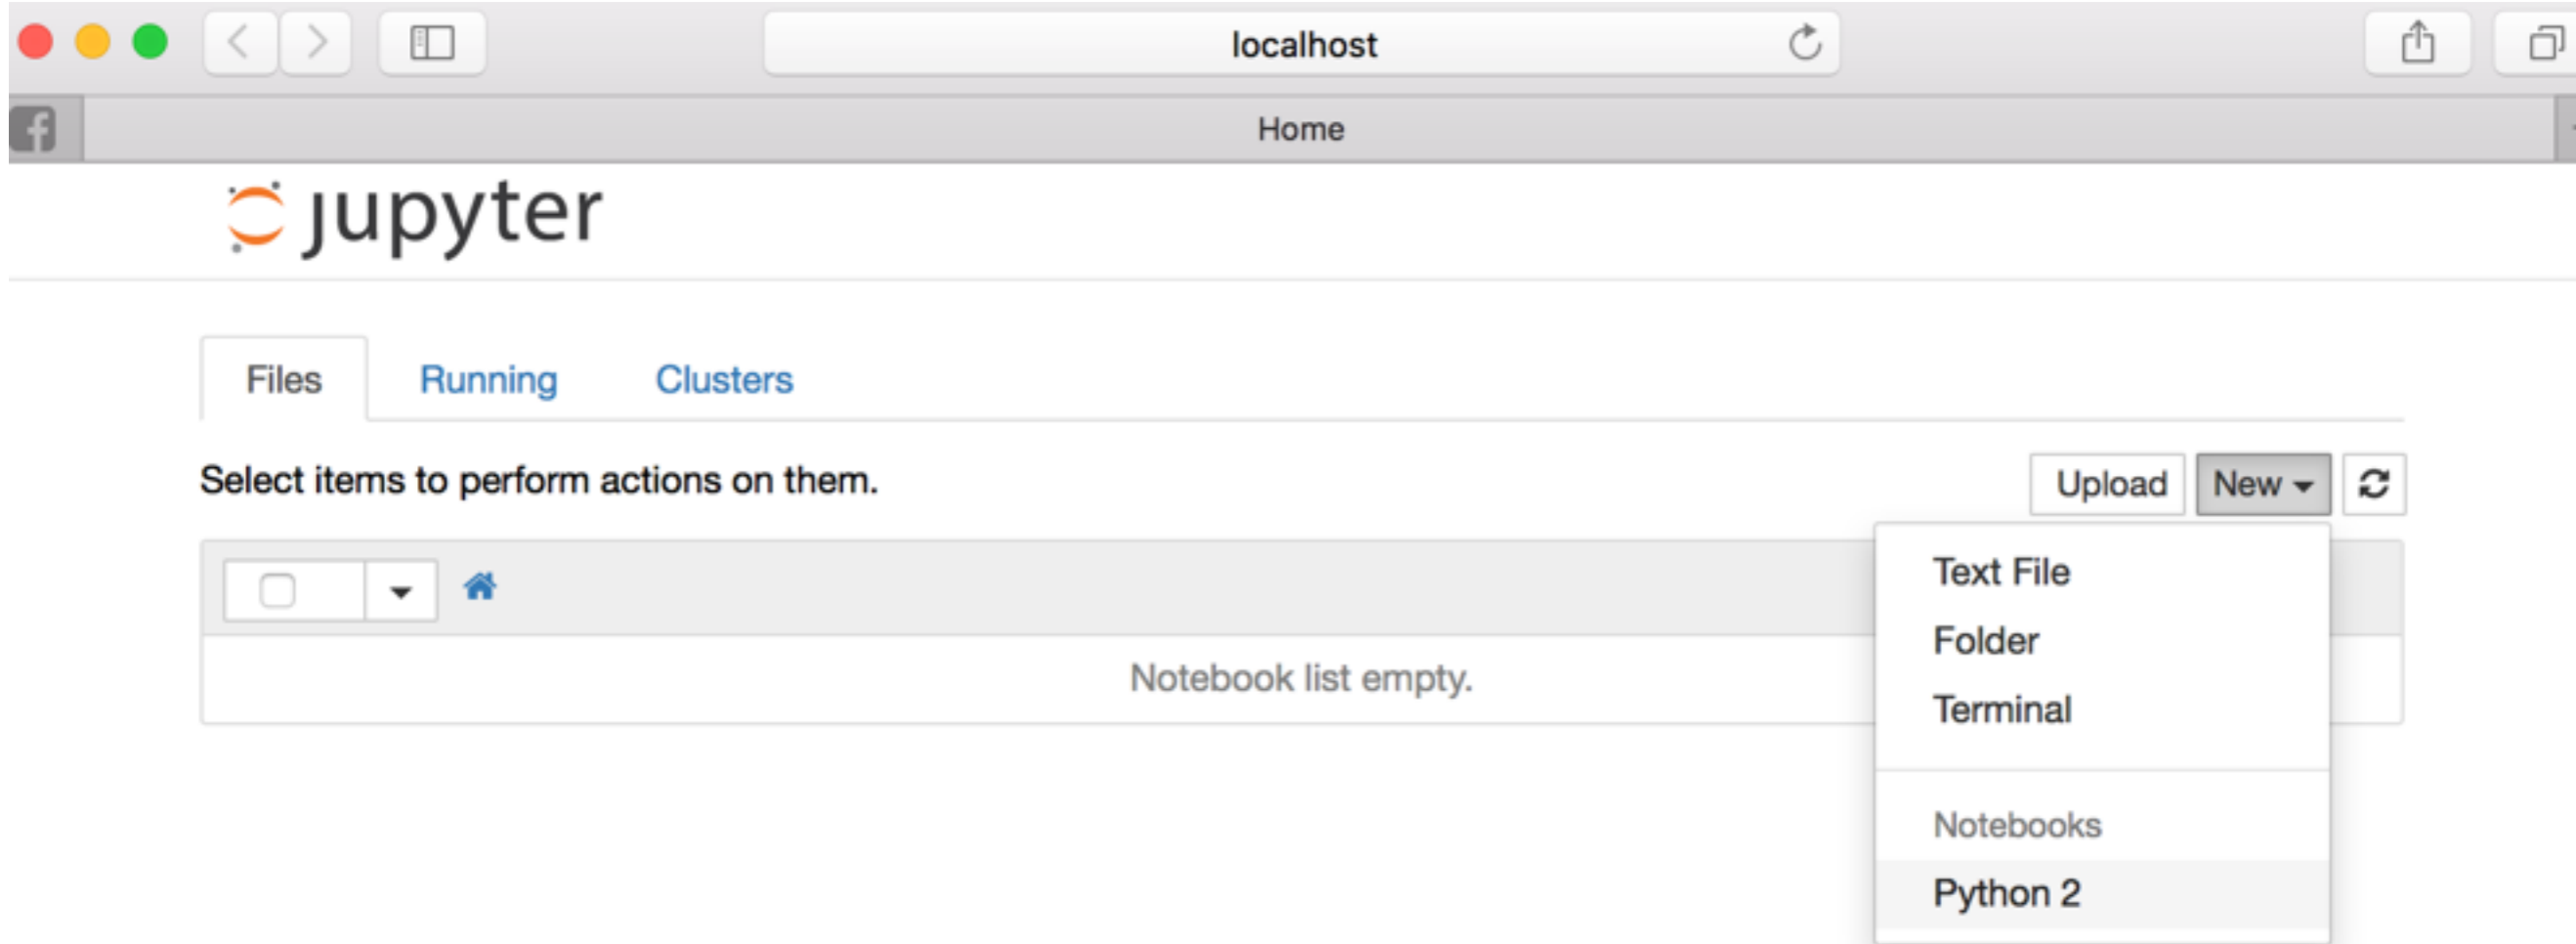 localhost
Home
jupyter
Files Running Clusters
Select items to perform actions on them.
Upload New
Text File
Folder
Terminal
Notebook list empty.
Notebooks
Python 2